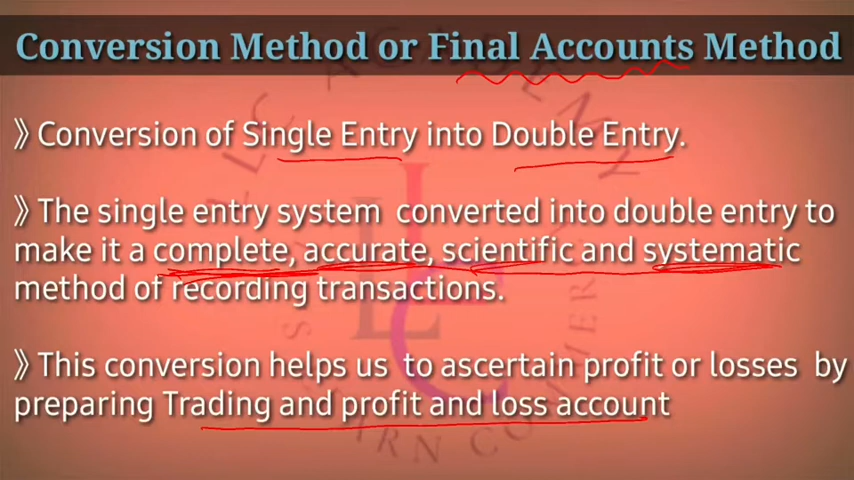 Conversion Method or Final Accounts Method
》Conversion of Single Entry into Double Entry.
》The single entry system converted into double entry to
make it a complete, accurate, scientific and systematic
method of recording transactions.
》This conversion helps us to ascertain profit or losses by
preparing Trading and profit and loss account